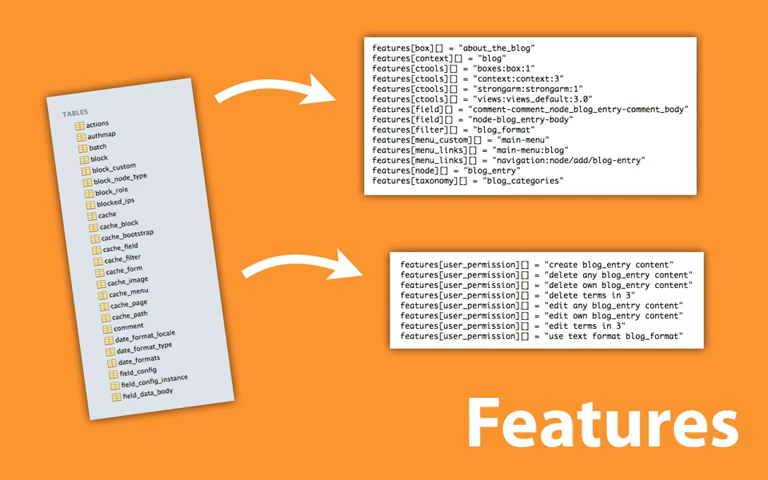 TABLES
actions
authmap
batch
block
block_custom
block_node_type
block_role
blocked_ips
cache
cache_block
cache_bootstrap
cache_field
cache_filter
cache_form
cache_image
cache_menu
cache_page
cache_path
comment
date_format_locale
date_format_type
date_formats
field_config
field_config_instance
field_data_body
features[box][] = "about_the_blog"
features[context][] = "blog"
features[ctools][] = "boxes:box:1"
features[ctools][] = "context:context:3"
features[ctools][] = "strongarm:strongarm:1"
features[ctools][] = "views:views_default:3.0"
features[field][] = "comment-comment_node_blog_entry-comment_body"
features[field][] = "node-blog_entry-body"
features[filter][] = "blog_format"
features[menu_custom][] = "main-menu"
features[menu_links][] = "main-menu:blog"
features[menu_links][] = "navigation:node/add/blog-entry"
features[node][] = "blog_entry"
features[taxonomy][] = "blog_categories"
features[user_permission][] = "create blog_entry content"
features[user_permission][] = "delete any blog_entry content"
features[user_permission][] = "delete own blog_entry content"
features[user_permission][] = "delete terms in 3"
features[user_permission][] = "edit any blog_entry content"
features[user_permission][] = "edit own blog_entry content"
features[user_permission][] = "edit terms in 3"
features[user_permission][] = "use text format blog_format"
Features